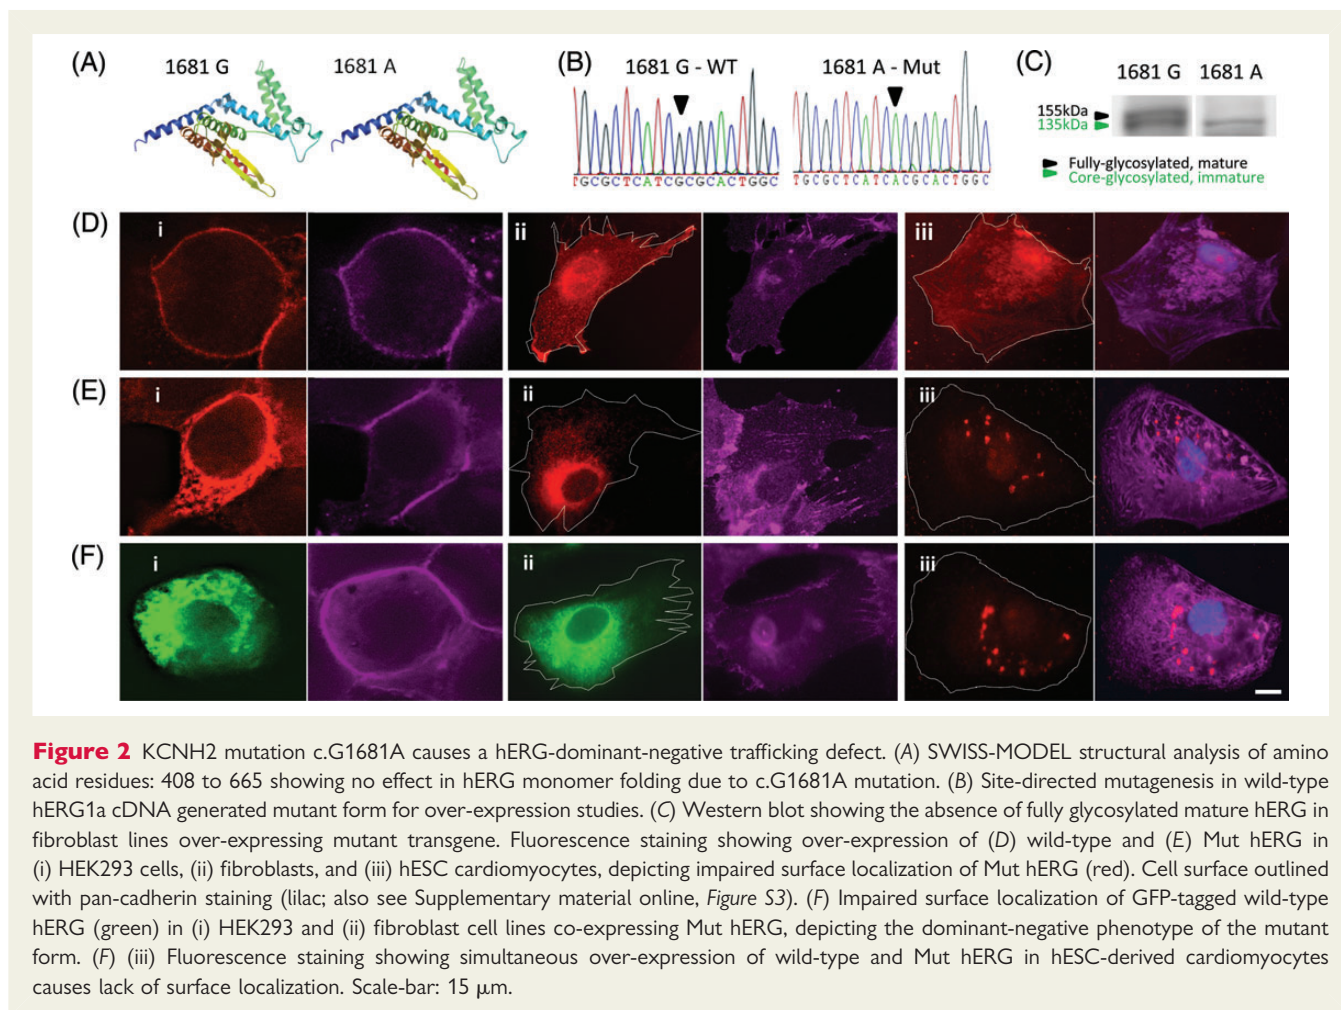 (A)
1681 G
1681 A
(B)
1681 G - WT
1681 A - Mut
TGCGCTCATCGCGCACTGGC
TGCGCTCATCACGCACTGGC
(C)
1681 G
1681 A
155kDa
135kDa
Fully-glycosylated, mature
Core-glycosylated, immature
(D)
i
ii
iii
(E)
i
ii
iii
(F)
i
ii
iii
Figure 2 KCNH2 mutation c.G1681A causes a hERG-dominant-negative trafficking defect. (A) SWISS-MODEL structural analysis of amino
acid residues: 408 to 665 showing no effect in hERG monomer folding due to c.G1681A mutation. (B) Site-directed mutagenesis in wild-type
hERG1a cDNA generated mutant form for over-expression studies. (C) Western blot showing the absence of fully glycosylated mature hERG in
fibroblast lines over-expressing mutant transgene. Fluorescence staining showing over-expression of (D) wild-type and (E) Mut hERG in
(i) HEK293 cells, (ii) fibroblasts, and (iii) hESC cardiomyocytes, depicting impaired surface localization of Mut hERG (red). Cell surface outlined
with pan-cadherin staining (lilac; also see Supplementary material online, Figure S3). (F) Impaired surface localization of GFP-tagged wild-type
hERG (green) in (i) HEK293 and (ii) fibroblast cell lines co-expressing Mut hERG, depicting the dominant-negative phenotype of the mutant
form. (F) (iii) Fluorescence staining showing simultaneous over-expression of wild-type and Mut hERG in hESC-derived cardiomyocytes
causes lack of surface localization. Scale-bar: 15 μm.